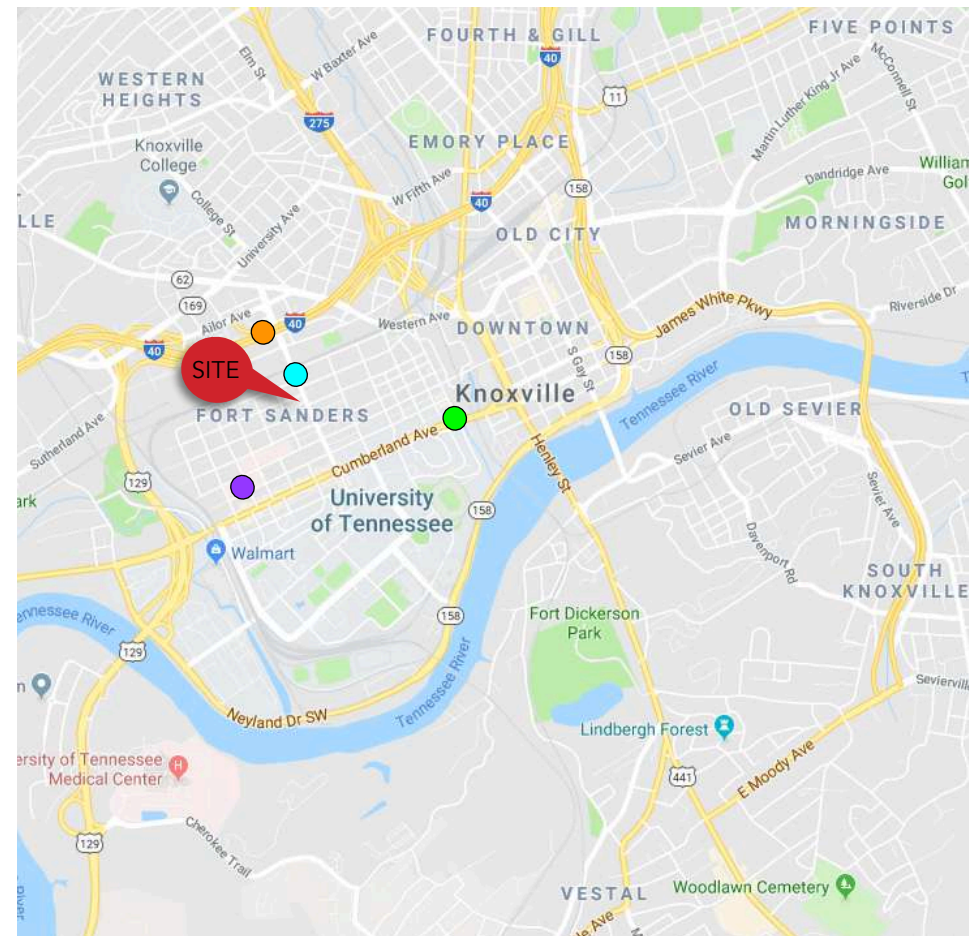 FIVE POINTS
FOURTH & GILL
W Baxter Ave
Elm St
McConnell St
40
WESTERN
HEIGHTS
11
Martin Luther King Jr Ave
275
Knoxville
College
EMORY PLACE
William
Gol
Dandridge Ave
W Fifth Ave
158
40
College St
University Ave
LLE
OLD CITY
MORNINGSIDE
62
169
Riverside Dr
Ailor Ave
40
Western Ave
DOWNTOWN
James White Pkwy
40
158
S Gay St
SITE
T
Knoxville
Tennessee River
FORT SANDERS
OLD SEVIER
Sutherland Ave
Cumberland Ave
Henley St
Sevier Ave
129
Sevier Ave
ark
University
of Tennessee
158
Walmart
Davenport Rd
SOUTH
KNOXVILLE
ennessee River
158
Fort Dickerson
Park
129
Tennessee River
n
Sevierville
Neyland Dr SW
Lindbergh Forest
ersity of Tennessee
Medical Center
441
E Moody Ave
129
Cherokee Trail
River
VESTAL
Woodlawn Cemetery
le Ave
M